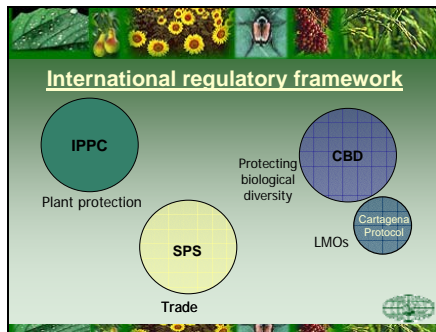 International regulatory framework
IPPC
Plant protection
SPS
Trade
CBD
Protecting
biological
diversity
Cartagena
Protocol
LMOs